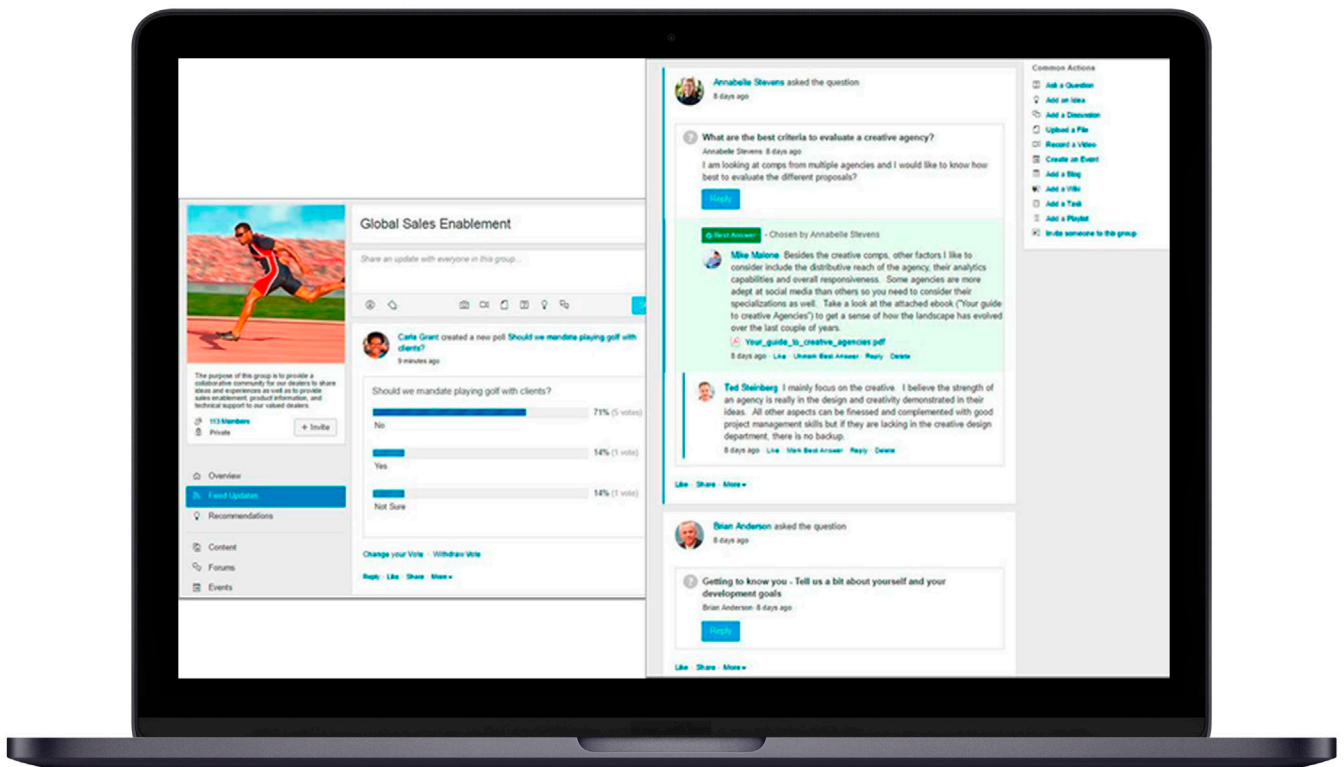 Global Sales Enablement
Share an update with everyone in this group...
The purpose of this group is to provide a
collaborative community for our dealers to share
ideas and experiences as well as to provide
sales enablement, product information, and
technical support to our valued dealers.
113 Members
Private
+ Invite
Overview
Feed Updates
Recommendations
Content
Forums
Events
Carla Grant created a new poll Should we mandate playing golf with
clients?
9 minutes ago
Should we mandate playing golf with clients?
71% (5 votes)
No
14% (1 vote)
Yes
14% (1 vote)
Not Sure
Change your Vote · Withdraw Vote
Reply · Like · Share · More
Annabelle Stevens asked the question
8 days ago
What are the best criteria to evaluate a creative agency?
Annabelle Stevens 8 days ago
I am looking at comps from multiple agencies and I would like to know how
best to evaluate the different proposals?
Reply
Best Answer - Chosen by Annabelle Stevens
Mike Malone Besides the creative comps, other factors I like to
consider include the distributive reach of the agency, their analytics
capabilities and overall responsiveness. Some agencies are more
adept at social media than others so you need to consider their
specializations as well. Take a look at the attached ebook ("Your guide
to creative Agencies") to get a sense of how the landscape has evolved
over the last couple of years.
Your_guide_to_creative_agencies.pdf
8 days ago · Like · Unmark Best Answer · Reply · Delete
Ted Steinberg I mainly focus on the creative. I believe the strength of
an agency is really in the design and creativity demonstrated in their
ideas. All other aspects can be finessed and complemented with good
project management skills but if they are lacking in the creative design
department, there is no backup.
8 days ago · Like · Mark Best Answer · Reply · Delete
Like · Share · More
Brian Anderson asked the question
8 days ago
Getting to know you - Tell us a bit about yourself and your
development goals
Brian Anderson 8 days ago
Reply
Like · Share · More
Common Actions
Ask a Question
Add an Idea
Add a Discussion
Upload a File
Record a Video
Create an Event
Add a Blog
Add a Wiki
Add a Task
Add a Playlist
Invite someone to this group